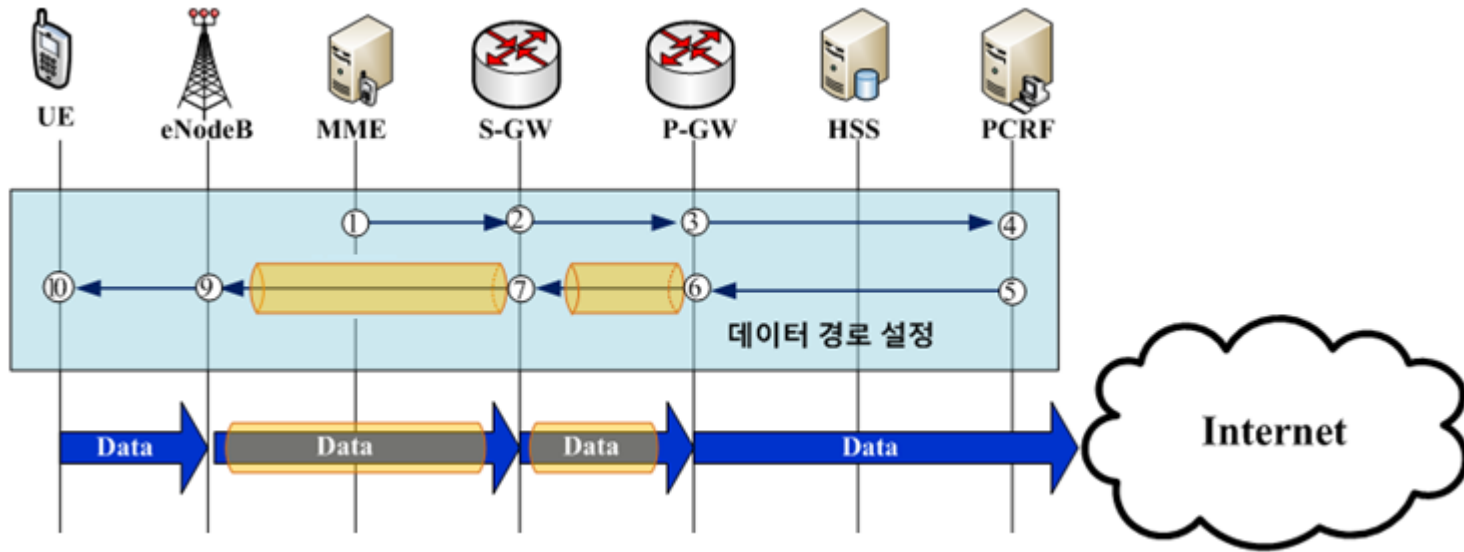 UE
eNodeB
MME
S-GW
P-GW
HSS
PCRF
① ② ③ ④
⑩ ⑨ ⑦ ⑥ ⑤
데이터 경로 설정
Data Data Data Data
Internet